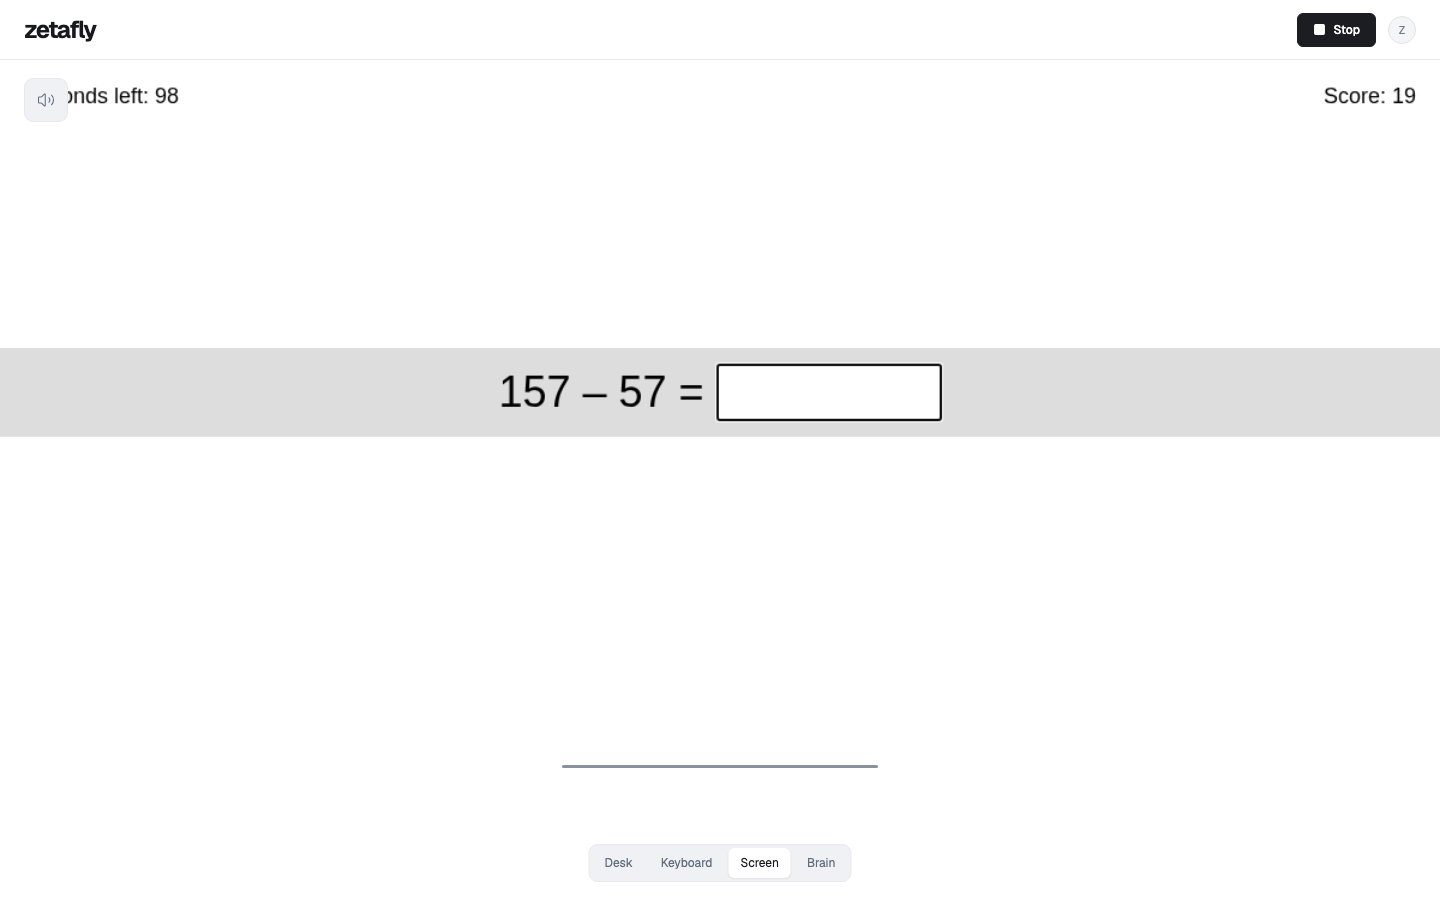 zetafly
Stop
Z
onds left: 98
Score: 19
157 – 57 =
Desk
Keyboard
Screen
Brain